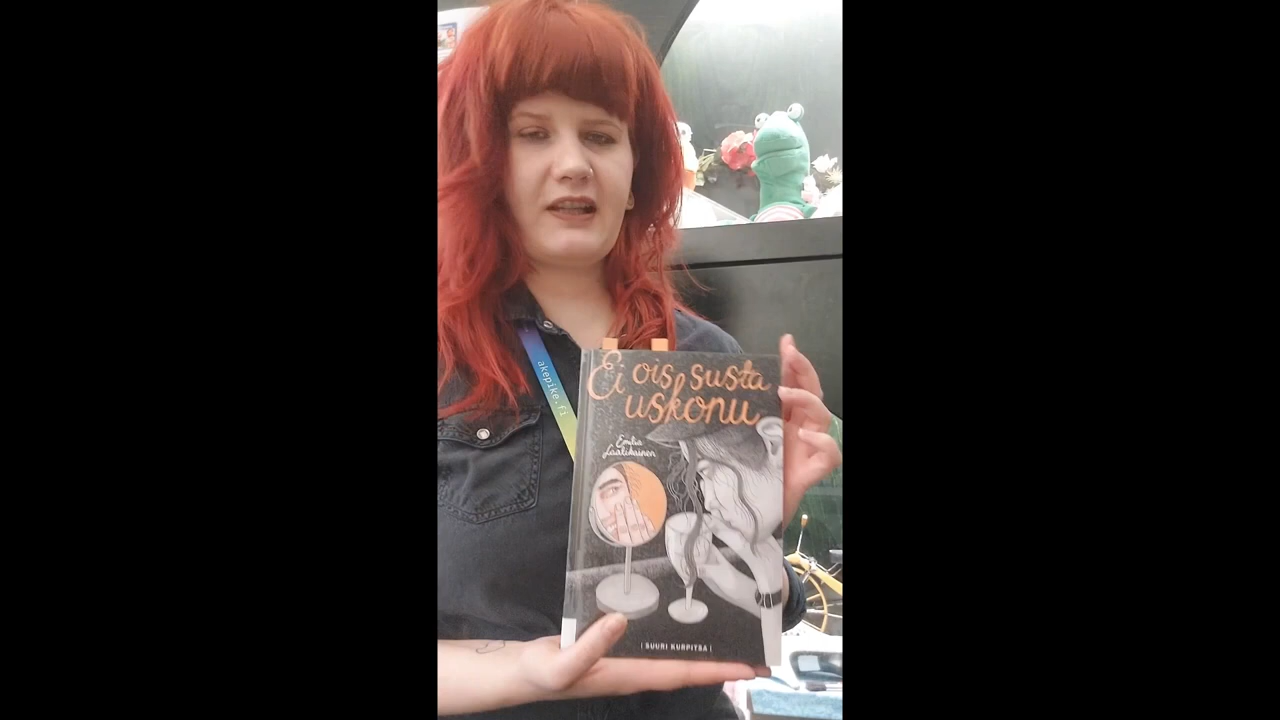 akepike.fi
Ei ois susta
uskonu
Emilia
Laatikainen
| SUURI KURPITSA |